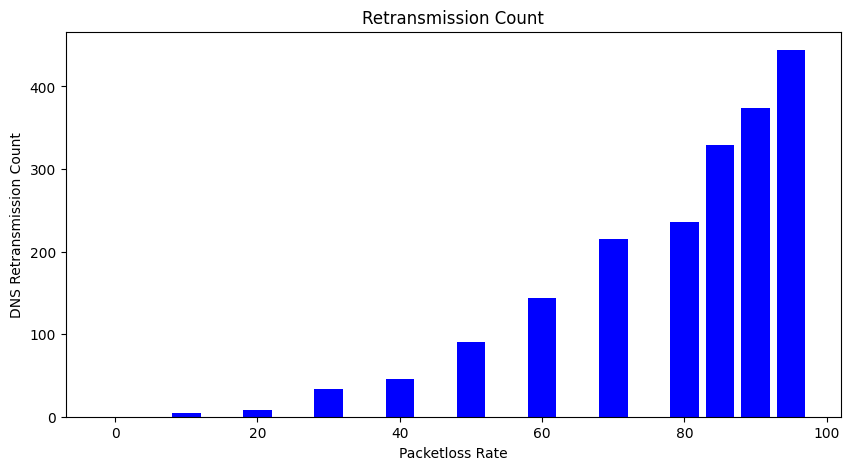 Retransmission Count
DNS Retransmission Count
400
300
200
100
0
0 20 40 60 80 100
Packetloss Rate